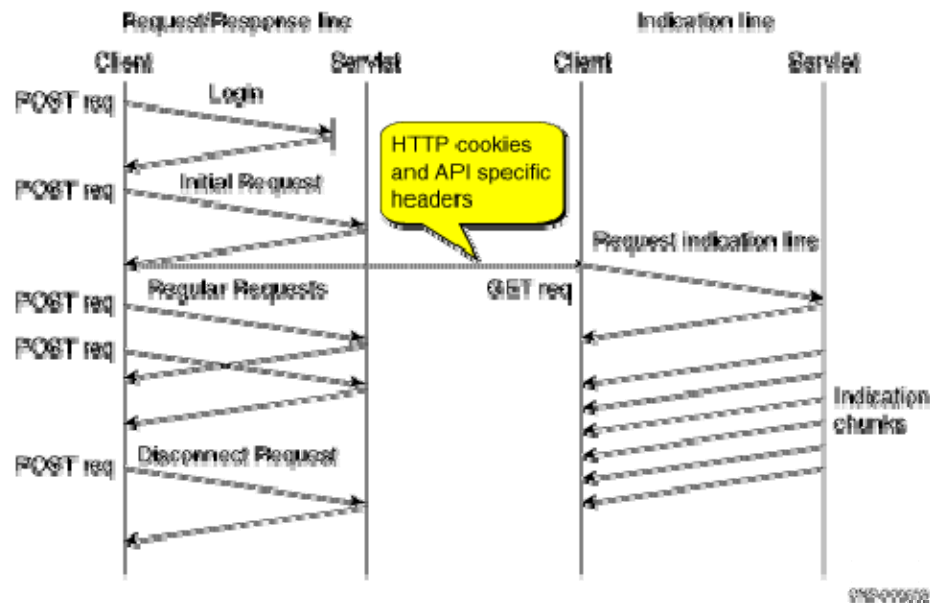 Request/Response line
Indication line
Client
Servlet
Client
Servlet
POST req
Login
HTTP cookies
and API specific
headers
POST req
Initial Request
Request indication line
Regular Requests
GET req
POST req
POST req
Indication
chunks
POST req
Disconnect Request